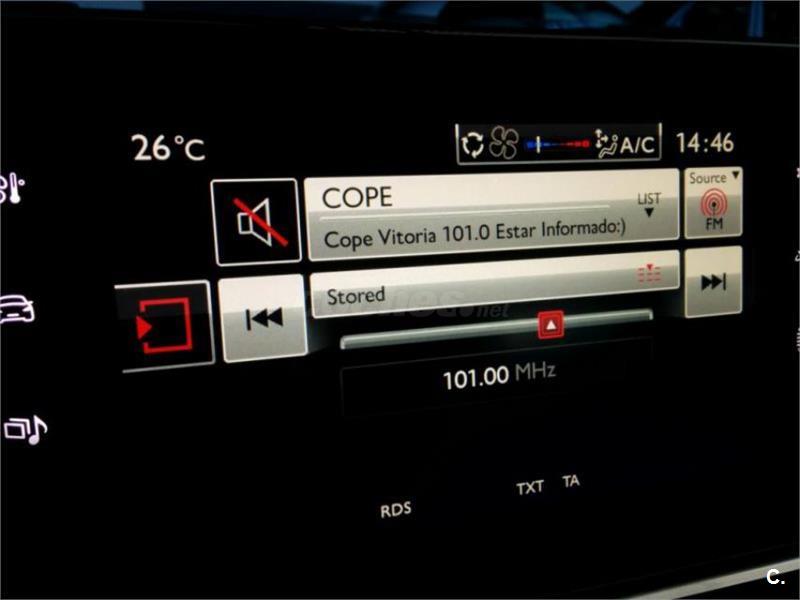 26°C
A/C
14:46
COPE
LIST
Source
FM
Cope Vitoria 101.0 Estar Informado:)
Stored
.net
101.00 MHz
RDS
TXT TA
C.